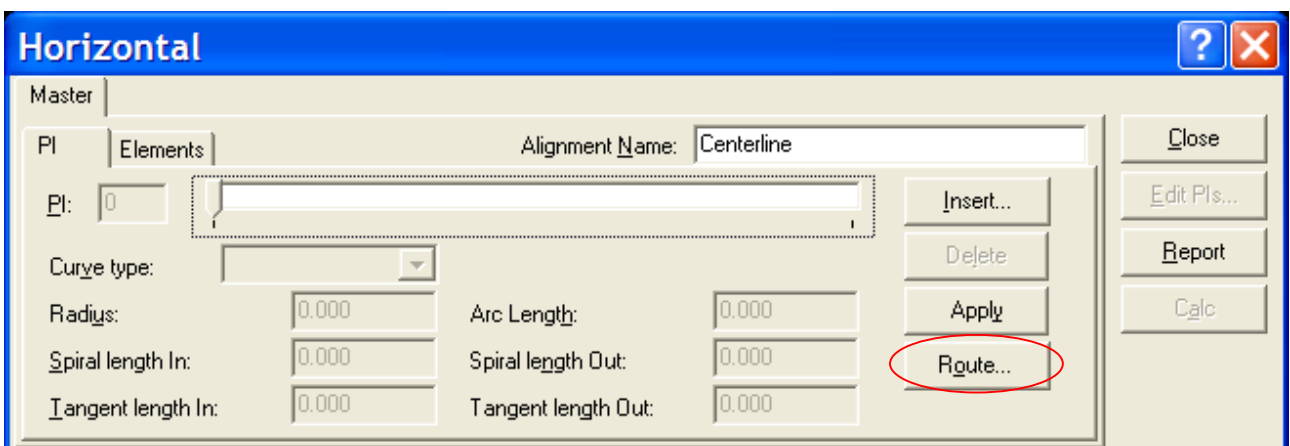 Horizontal
Master
PI Elements Alignment Name: Centerline Close
PI: 0 Insert... Edit PIs...
Curve type: Delete Report
Radius: 0.000 Arc Length: 0.000 Apply Calc
Spiral length In: 0.000 Spiral length Out: 0.000 Route...
Tangent length In: 0.000 Tangent length Out: 0.000